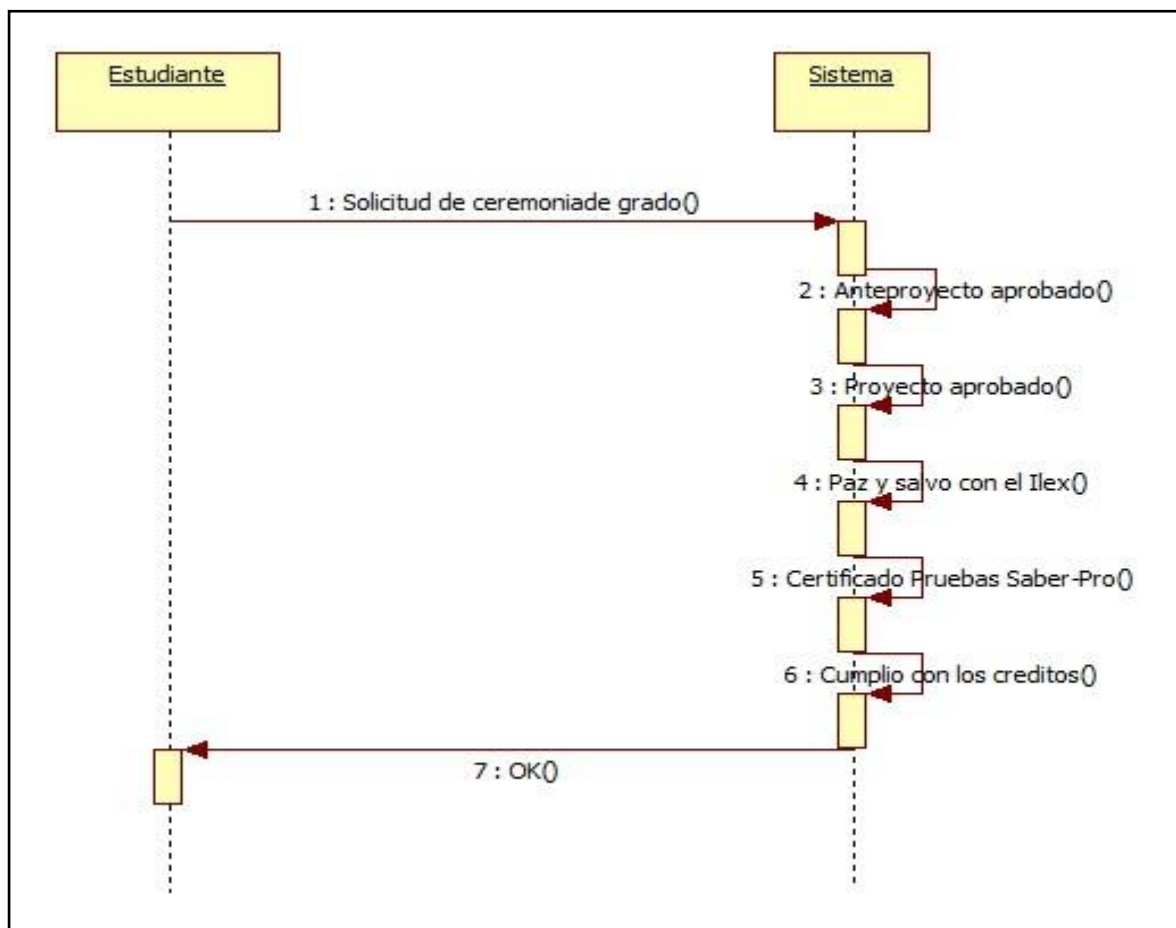 Estudiante
Sistema
1 : Solicitud de ceremoniade grado()
2 : Anteproyecto aprobado()
3 : Proyecto aprobado()
4 : Paz y salvo con el Ilex()
5 : Certificado Pruebas Saber-Pro()
6 : Cumplio con los creditos()
7 : OK()